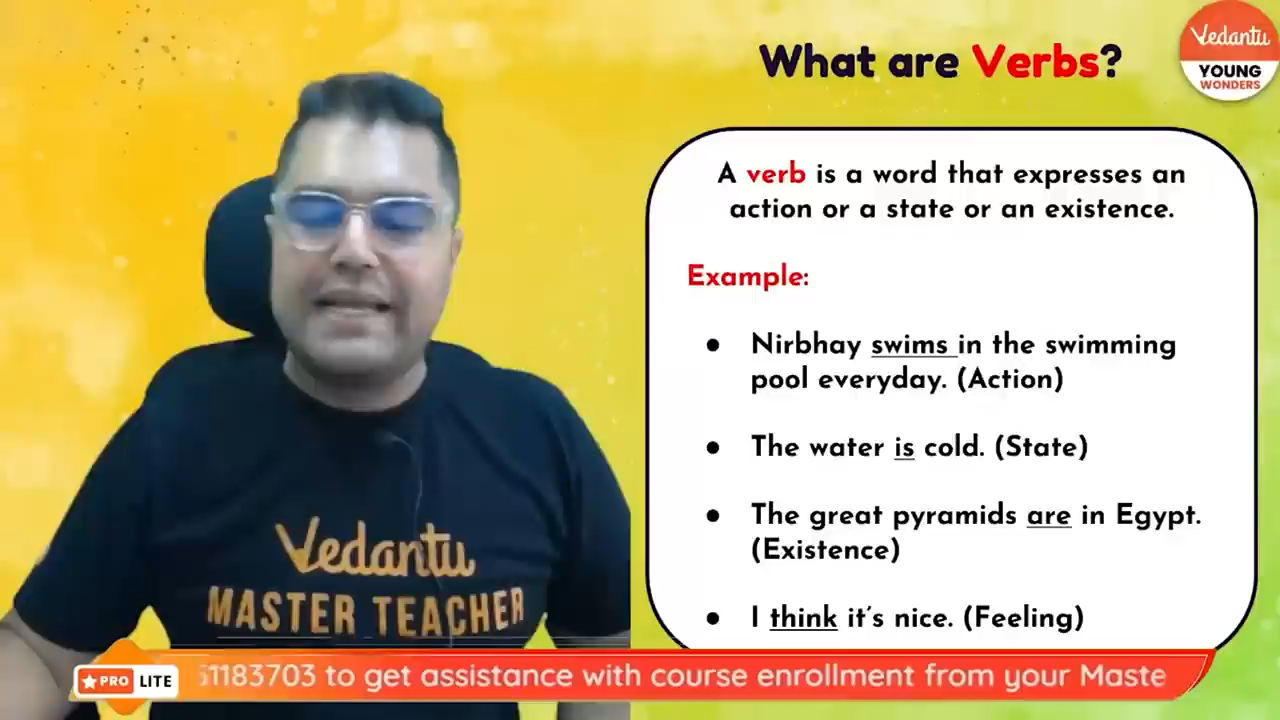 What are Verbs?
Vedantu
YOUNG
WONDERS
A verb is a word that expresses an
action or a state or an existence.
Example:
● Nirbhay swims in the swimming
pool everyday. (Action)
● The water is cold. (State)
● The great pyramids are in Egypt.
(Existence)
● I think it's nice. (Feeling)
Vedantu
MASTER TEACHER
PRO LITE
51183703 to get assistance with course enrollment from your Maste